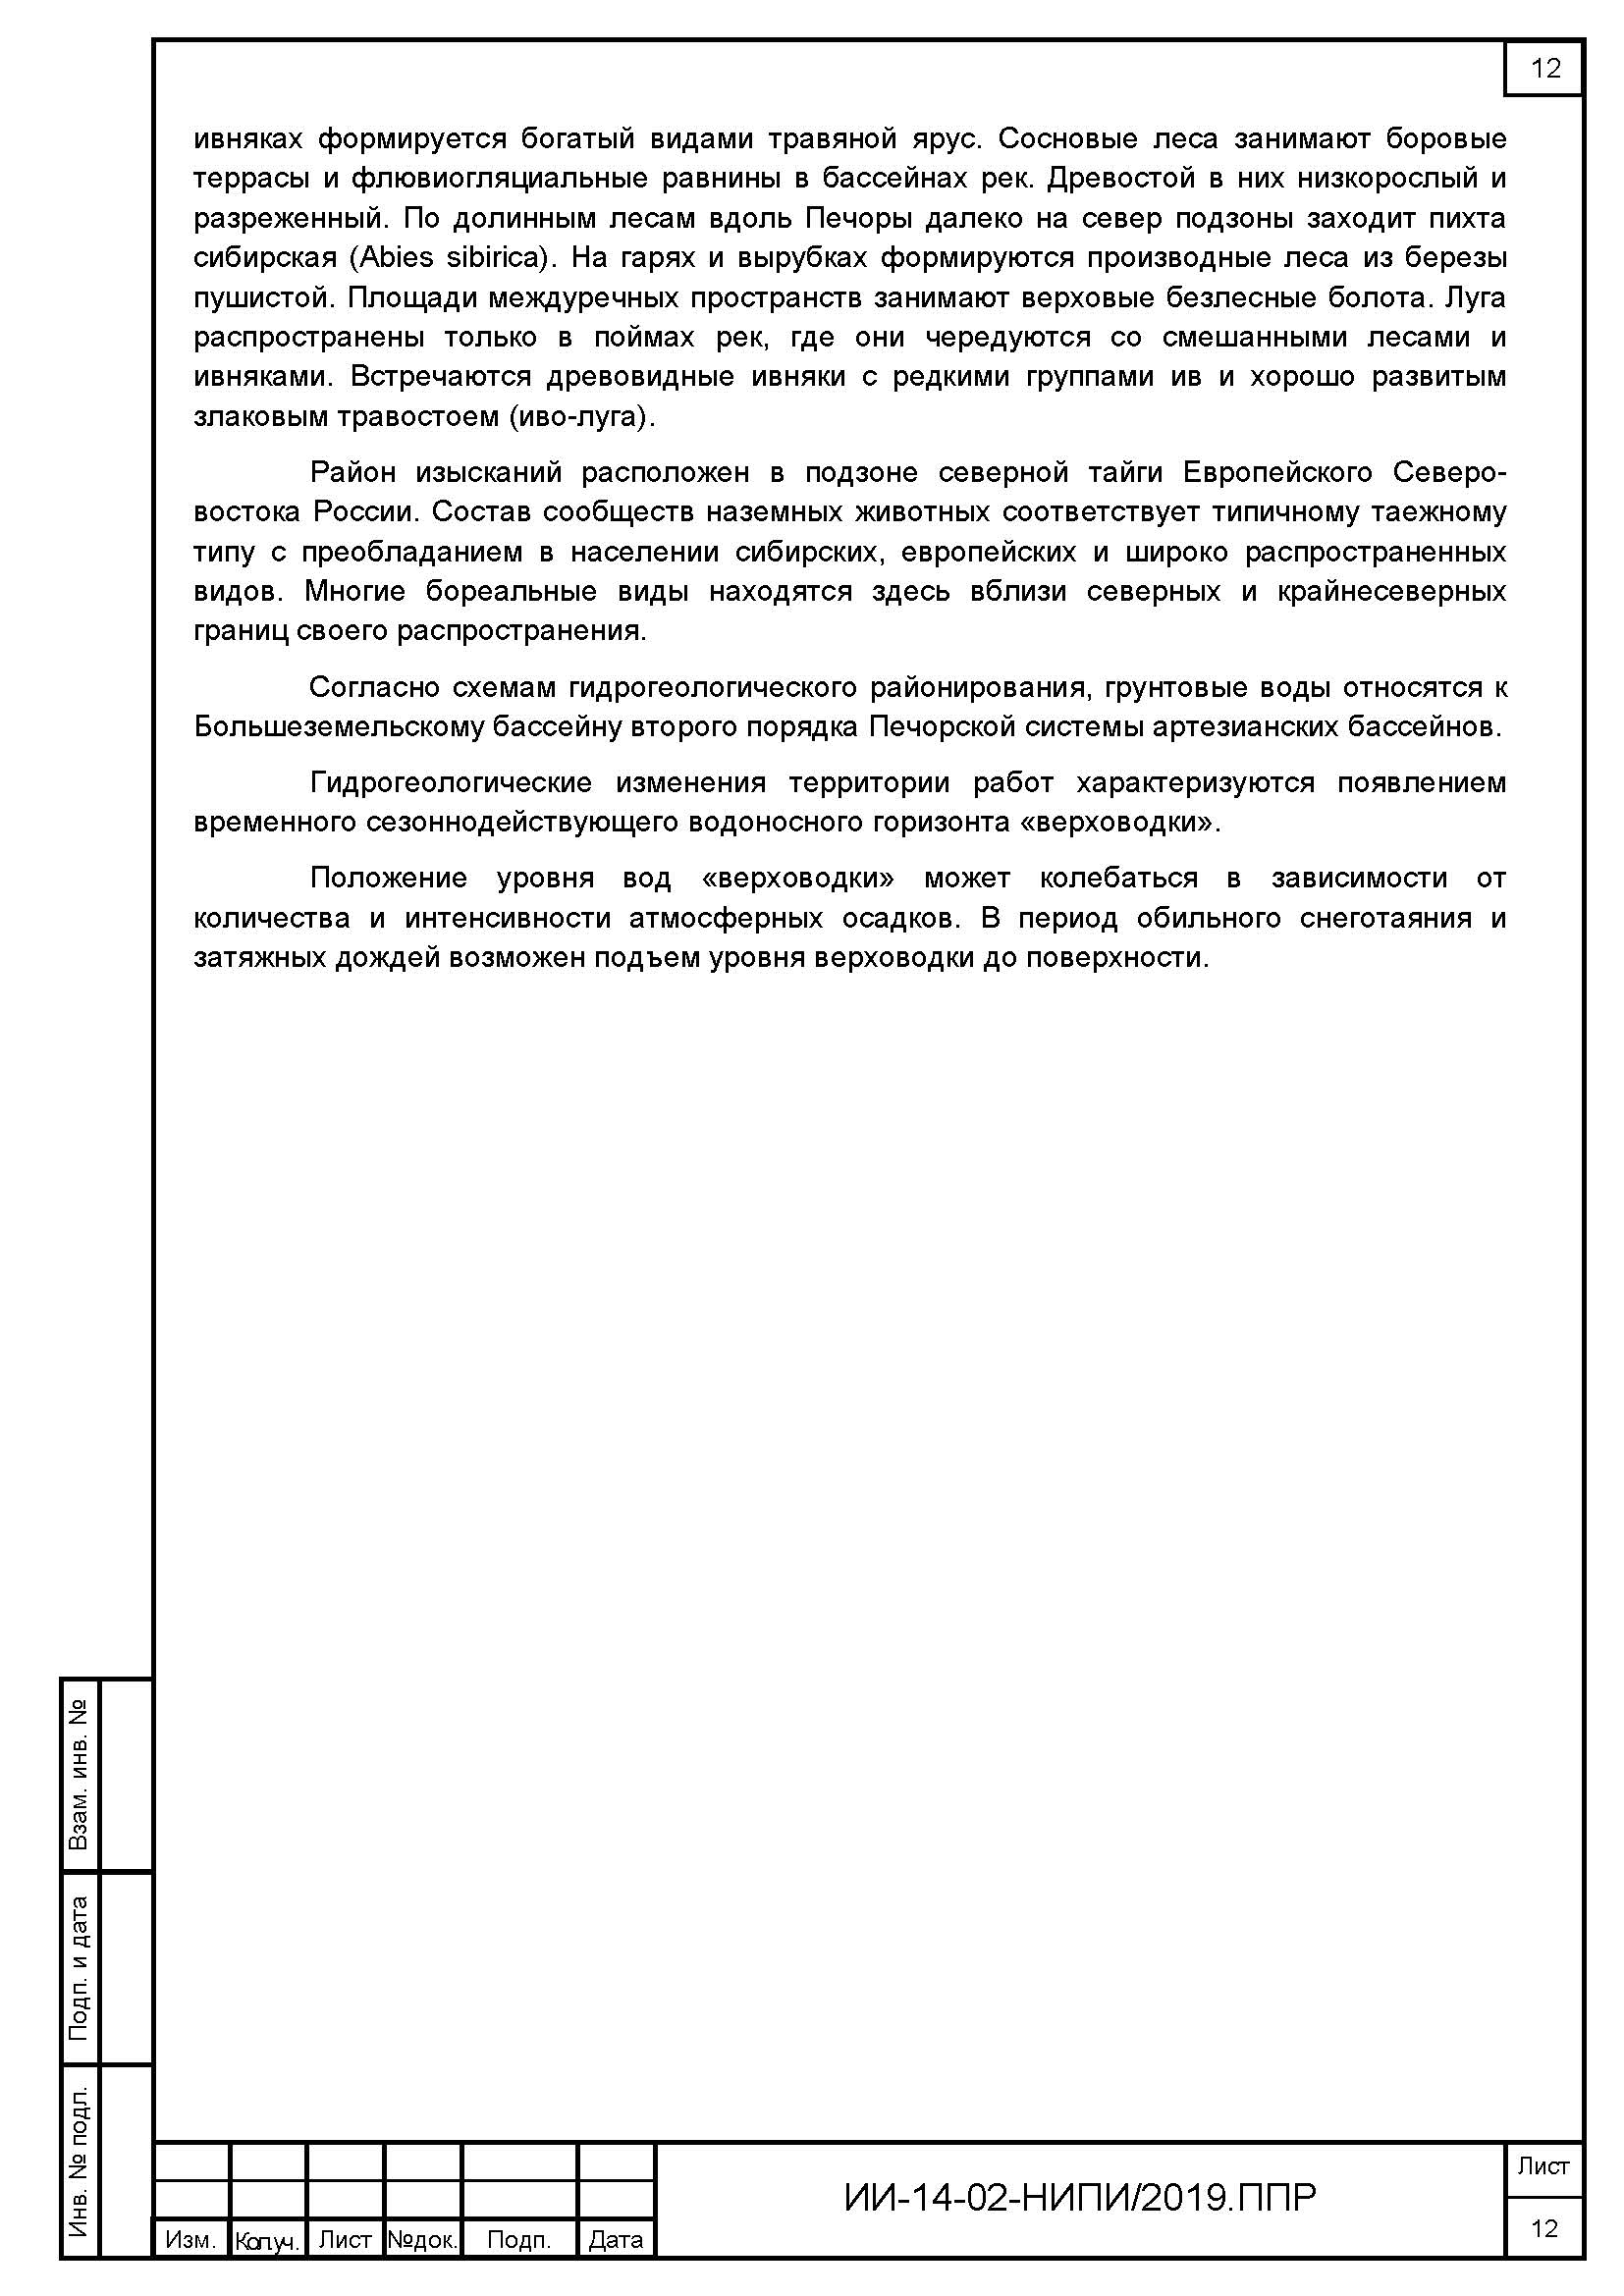 12
ивняках формируется богатый видами травяной ярус. Сосновые леса занимают боровые
террасы и флювиогляциальные равнины в бассейнах рек. Древостой в них низкорослый и
разреженный. По долинным лесам вдоль Печоры далеко на север подзоны заходит пихта
сибирская (Abies sibirica). На гарях и вырубках формируются производные леса из березы
пушистой. Площади междуречных пространств занимают верховые безлесные болота. Луга
распространены только в поймах рек, где они чередуются со смешанными лесами и
ивняками. Встречаются древовидные ивняки с редкими группами ив и хорошо развитым
злаковым травостоем (иво-луга).
Район изысканий расположен в подзоне северной тайги Европейского Северо-
востока России. Состав сообществ наземных животных соответствует типичному таежному
типу с преобладанием в населении сибирских, европейских и широко распространенных
видов. Многие бореальные виды находятся здесь вблизи северных и крайнесеверных
границ своего распространения.
Согласно схемам гидрогеологического районирования, грунтовые воды относятся к
Большеземельскому бассейну второго порядка Печорской системы артезианских бассейнов.
Гидрогеологические изменения территории работ характеризуются появлением
временного сезоннодействующего водоносного горизонта «верховодки».
Положение уровня вод «верховодки» может колебаться в зависимости от
количества и интенсивности атмосферных осадков. В период обильного снеготаяния и
затяжных дождей возможен подъем уровня верховодки до поверхности.
Взам. инв. №
Подп. и дата
Инв. № подл.
Изм. Кол.уч. Лист №док. Подп. Дата
ИИ-14-02-НИПИ/2019.ППР
Лист
12